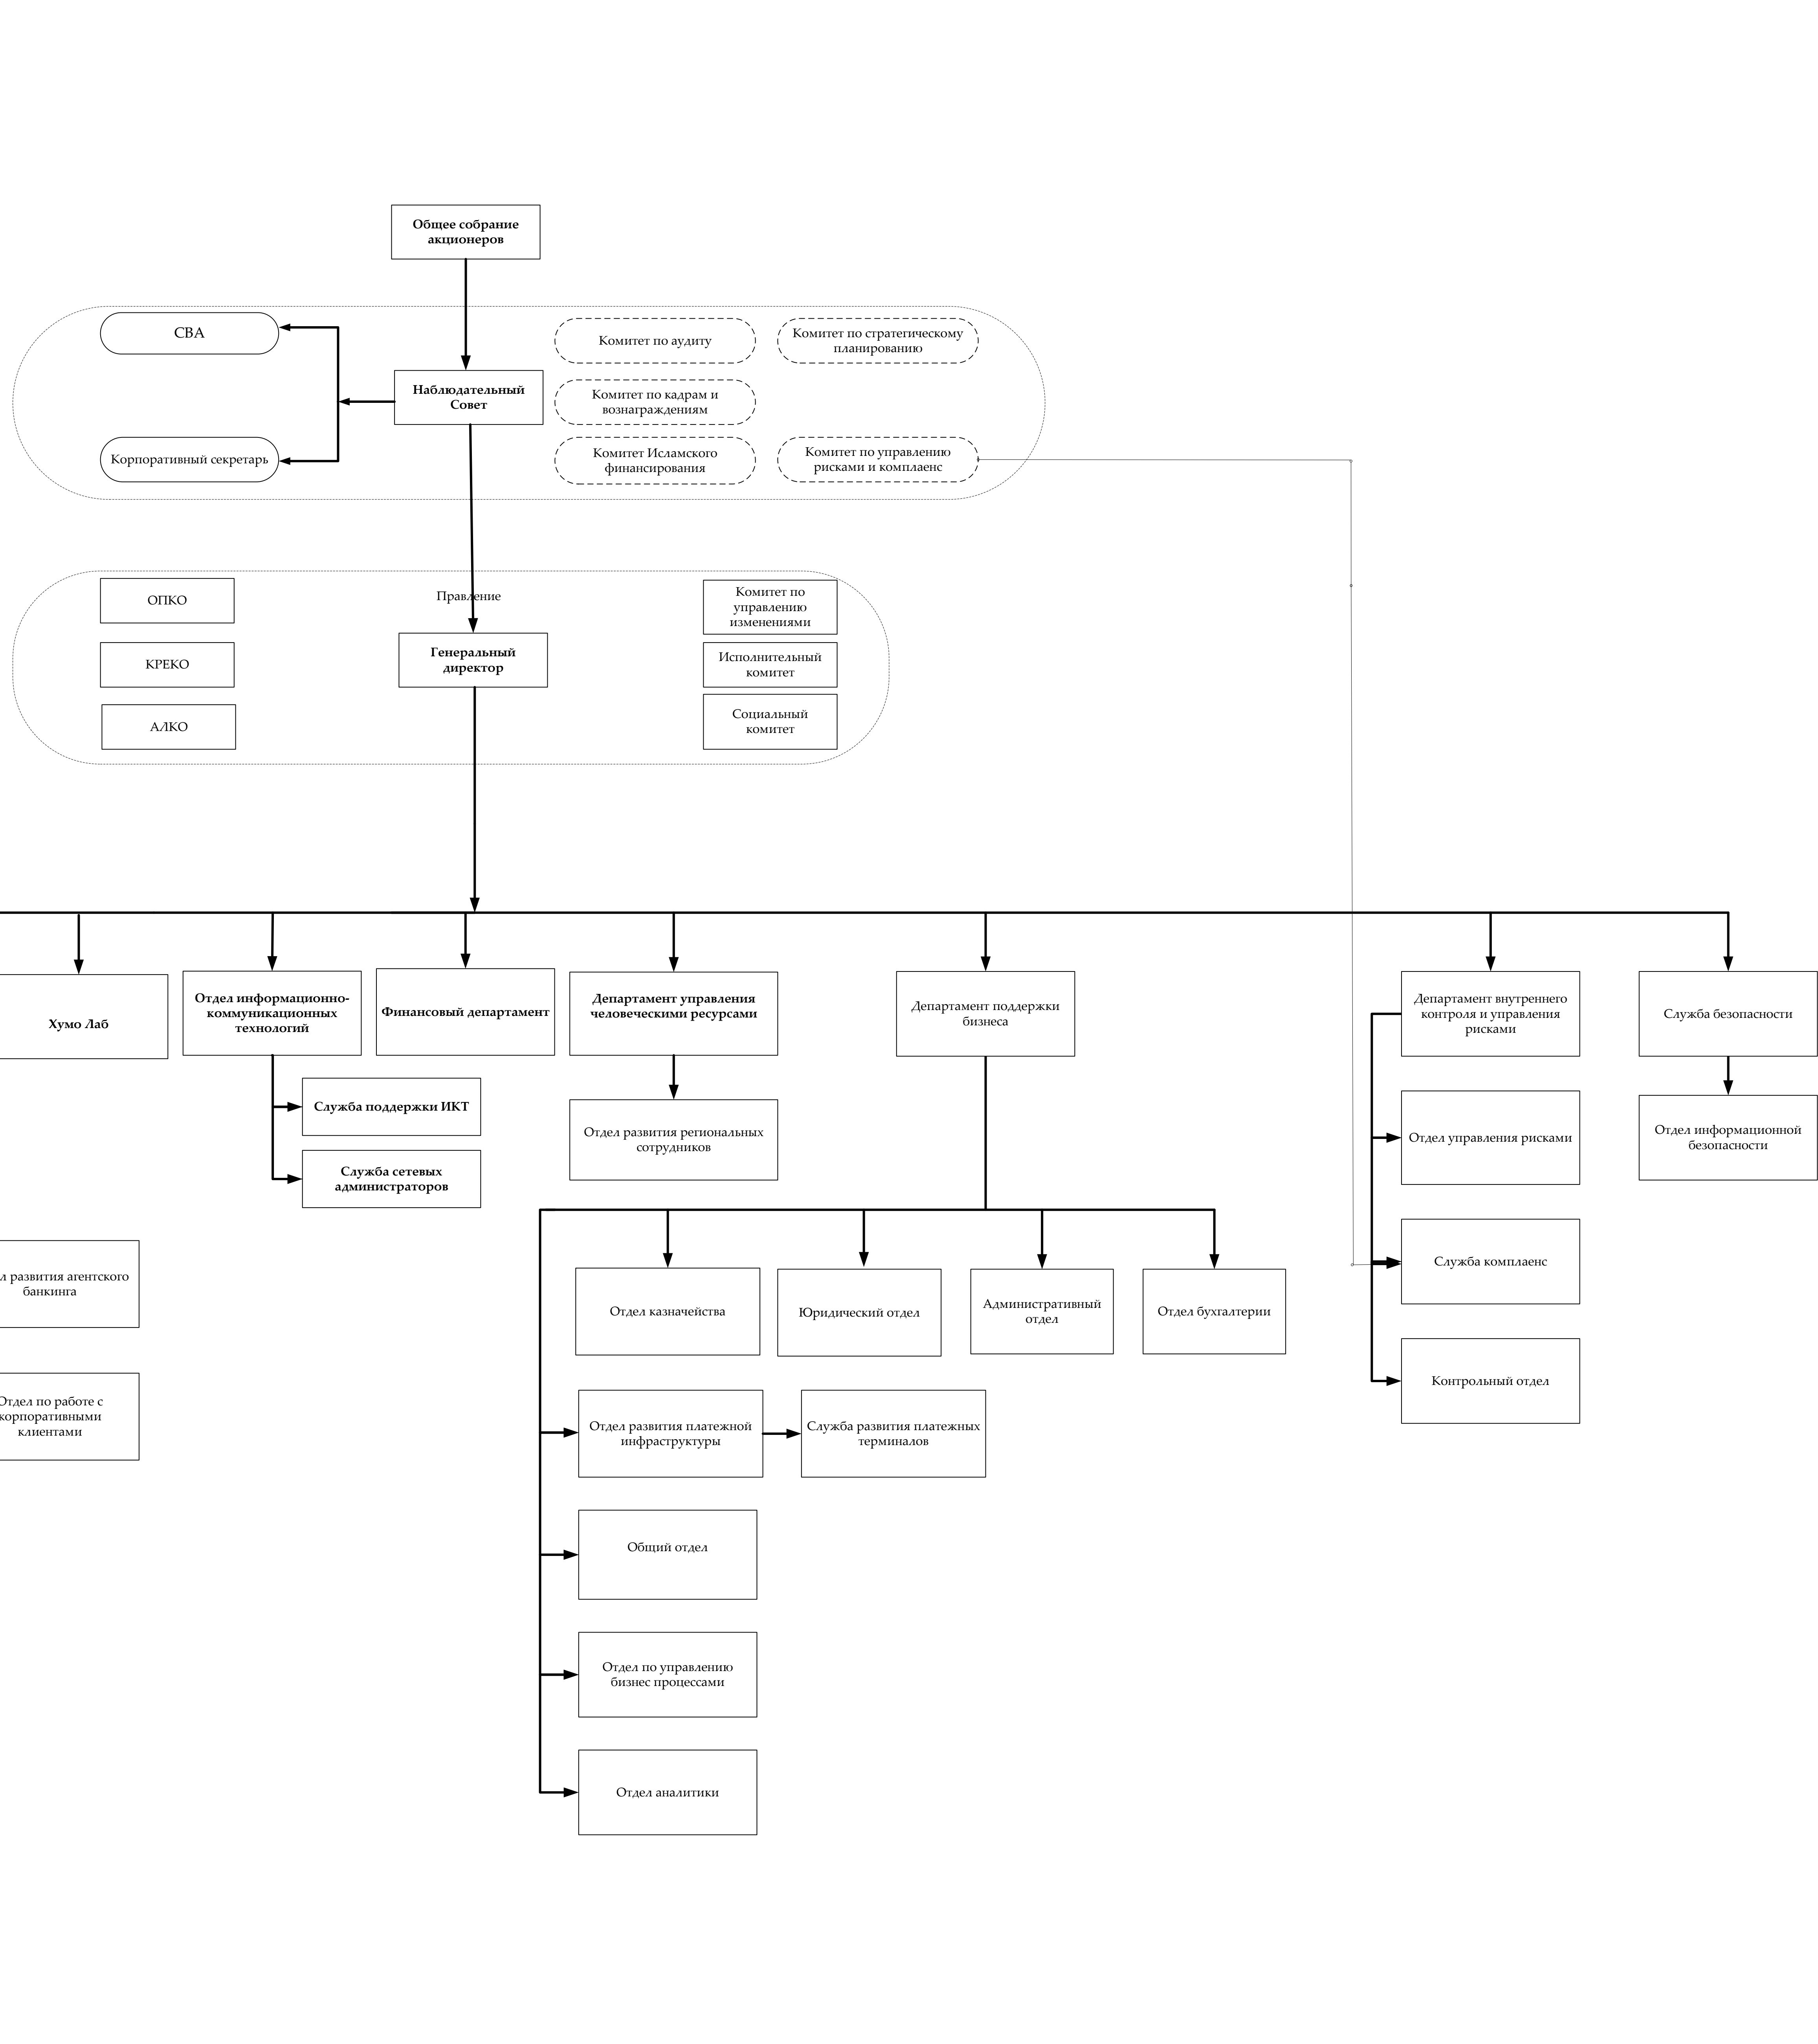 Общее собрание
акционеров
СВА
Комитет по аудиту
Комитет по стратегическому
планированию
Наблюдательный
Совет
Комитет по кадрам и
вознаграждениям
Корпоративный секретарь
Комитет Исламского
финансирования
Комитет по управлению
рисками и комплаенс
ОПКО
Правление
Комитет по
управлению
изменениями
КРЕКО
Генеральный
директор
Исполнительный
комитет
АЛКО
Социальный
комитет
Хумо Лаб
Отдел информационно-
коммуникационных
технологий
Финансовый департамент
Департамент управления
человеческими ресурсами
Департамент поддержки
бизнеса
Департамент внутреннего
контроля и управления
рисками
Служба безопасности
Служба поддержки ИКТ
Служба сетевых
администраторов
Отдел развития региональных
сотрудников
Отдел управления рисками
Отдел информационной
безопасности
л развития агентского
банкинга
Отдел казначейства
Юридический отдел
Административный
отдел
Отдел бухгалтерии
Служба комплаенс
Отдел по работе с
корпоративными
клиентами
Отдел развития платежной
инфраструктуры
Служба развития платежных
терминалов
Контрольный отдел
Общий отдел
Отдел по управлению
бизнес процессами
Отдел аналитики